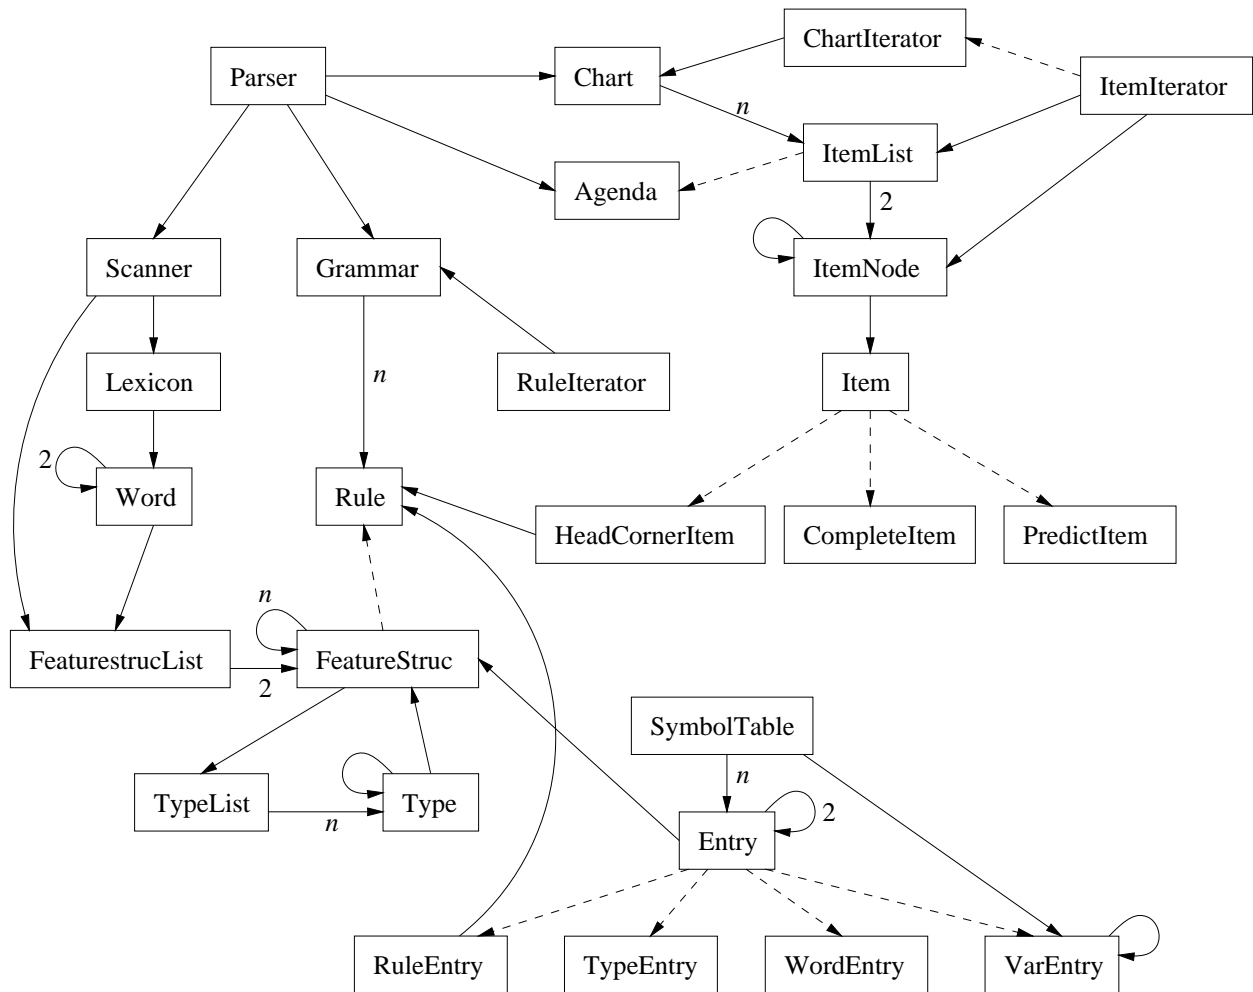 ChartIterator
Parser
Chart
ItemIterator
n
ItemList
Agenda
2
Scanner
Grammar
ItemNode
Lexicon
n
RuleIterator
Item
2
Word
Rule
HeadCornerItem
CompleteItem
PredictItem
n
FeaturestrucList
2
FeatureStruc
SymbolTable
n
TypeList
n
Type
Entry
2
RuleEntry
TypeEntry
WordEntry
VarEntry